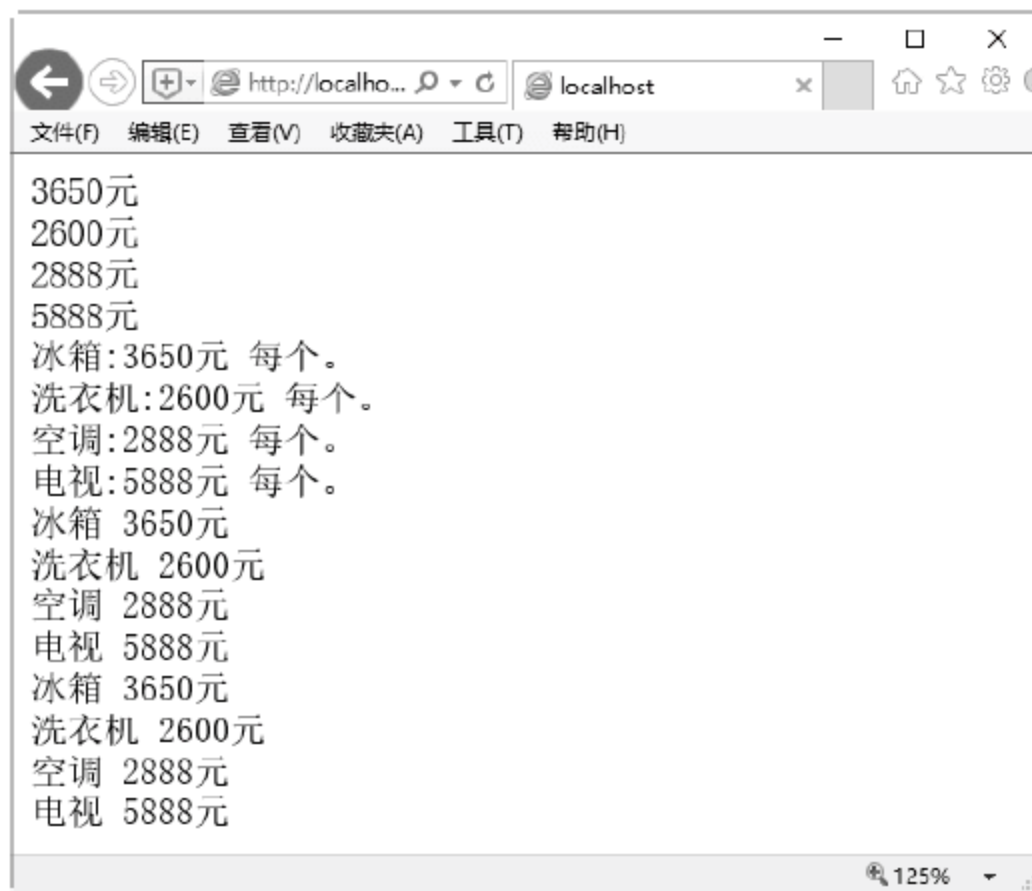 http://localho...
localhost
文件(F) 编辑(E) 查看(V) 收藏夹(A) 工具(T) 帮助(H)
3650元
2600元
2888元
5888元
冰箱:3650元 每个。
洗衣机:2600元 每个。
空调:2888元 每个。
电视:5888元 每个。
冰箱 3650元
洗衣机 2600元
空调 2888元
电视 5888元
冰箱 3650元
洗衣机 2600元
空调 2888元
电视 5888元
125%